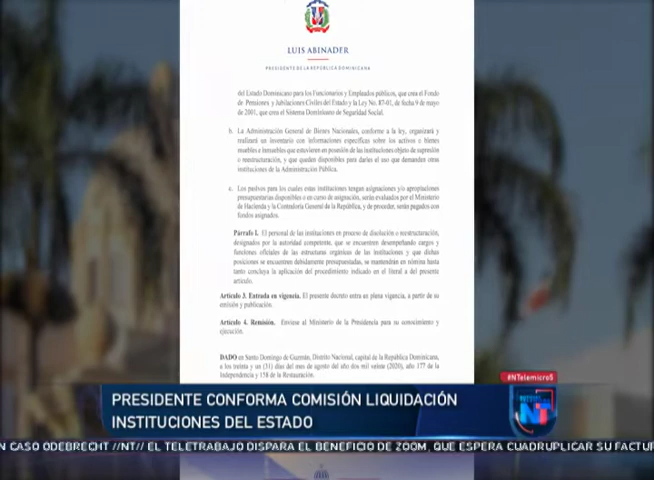 LUIS ABINADER
PRESIDENTE DE LA REPÚBLICA DOMINICANA
del Estado Dominicano para los Funcionarios y Empleados públicos, que crea el Fondo
de Pensiones y Jubilaciones Civiles del Estado y la Ley No. 87-01, de fecha 9 de mayo
de 2001, que crea el Sistema Dominicano de Seguridad Social.
b. La Administración General de Bienes Nacionales, conforme a la ley, organizará y
realizará un inventario con informaciones específicas sobre los activos o bienes
muebles e inmuebles que estuvieren en posesión de las instituciones objeto de supresión
o reestructuración, y que queden disponibles para darles el uso que demanden otras
instituciones de la Administración Pública.
c. Los pasivos para los cuales estas instituciones tengan asignaciones y/o apropiaciones
presupuestarias disponibles o en curso de asignación, serán evaluados por el Ministerio
de Hacienda y la Contraloría General de la República, y de proceder, serán pagados con
fondos asignados.
Párrafo I. El personal de las instituciones en proceso de disolución o reestructuración,
designados por la autoridad competente, que se encuentren desempeñando cargos y
funciones oficiales de las estructuras orgánicas de las instituciones y que dichas
posiciones se encuentren debidamente presupuestadas, se mantendrán en nómina hasta
tanto concluya la aplicación del procedimiento indicado en el literal a del presente
artículo.
Artículo 3. Entrada en vigencia. El presente decreto entra en plena vigencia, a partir de su
emisión y publicación.
Artículo 4. Remisión. Envíese al Ministerio de la Presidencia para su conocimiento y
ejecución.
DADO en Santo Domingo de Guzmán, Distrito Nacional, capital de la República Dominicana,
a los treinta y un (31) días del mes de agosto del año dos mil veinte (2020), año 177 de la
Independencia y 158 de la Restauración.
#NTelemicro5
PRESIDENTE CONFORMA COMISIÓN LIQUIDACIÓN
INSTITUCIONES DEL ESTADO
NT
N CASO ODEBRECHT //NT// EL TELETRABAJO DISPARA EL BENEFICIO DE ZOOM, QUE ESPERA CUADRUPLICAR SU FACTUR